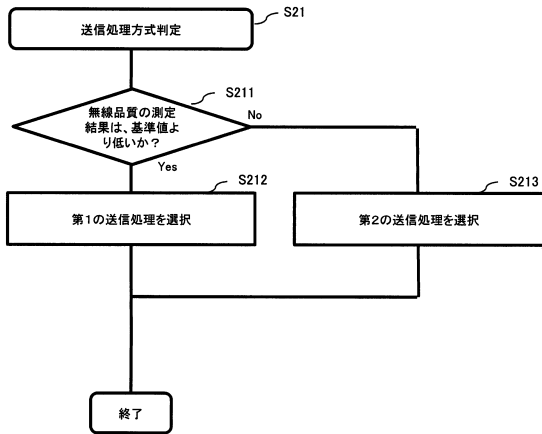 送信処理方式判定
S21
無線品質の測定
結果は、基準値よ
り低いか？
S211
No
Yes
S212
第1の送信処理を選択
S213
第2の送信処理を選択
終了